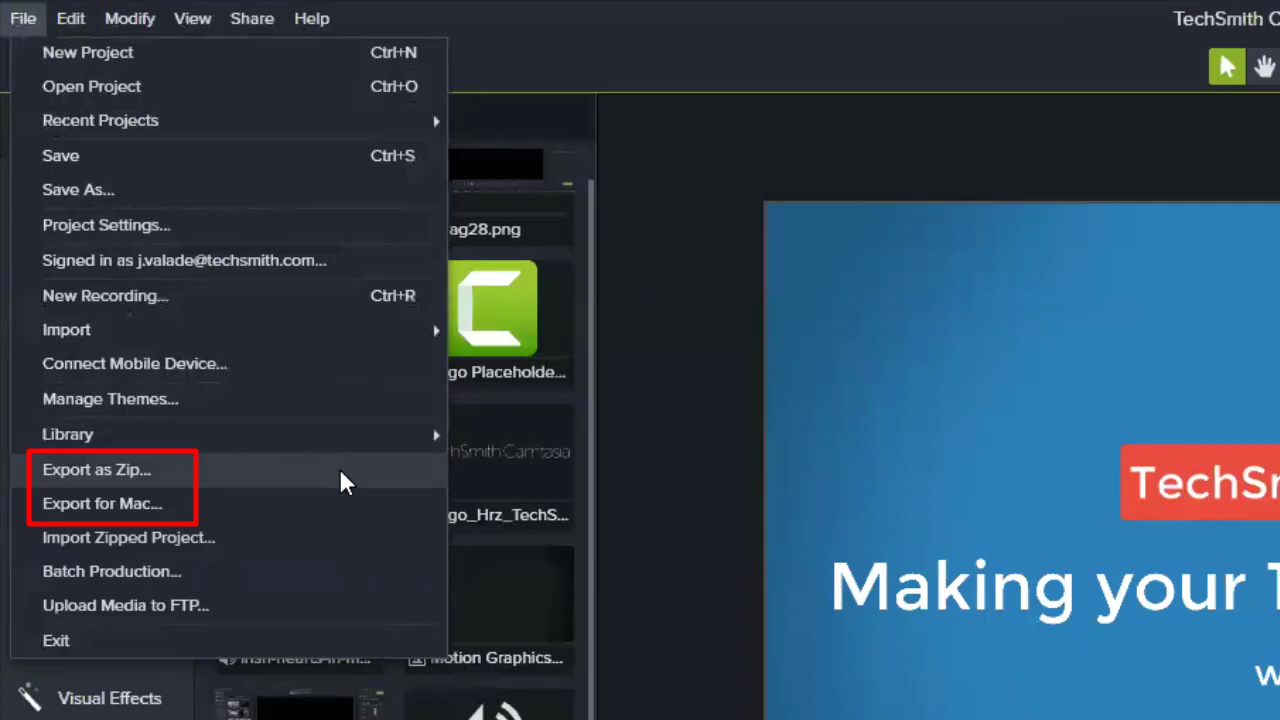 File Edit Modify View Share Help
TechSmith C
New Project Ctrl+N
Open Project Ctrl+O
Recent Projects
Save Ctrl+S
Save As...
Project Settings...
ag28.png
Signed in as j.valade@techsmith.com...
New Recording... Ctrl+R
Import
Connect Mobile Device...
go Placeholde...
Manage Themes...
Library
hSmith Camtasia
Export as Zip...
Export for Mac...
go_Hrz_TechS...
Import Zipped Project...
Batch Production...
Upload Media to FTP...
Exit
Motion Graphics...
Visual Effects
TechSm
Making your T
w